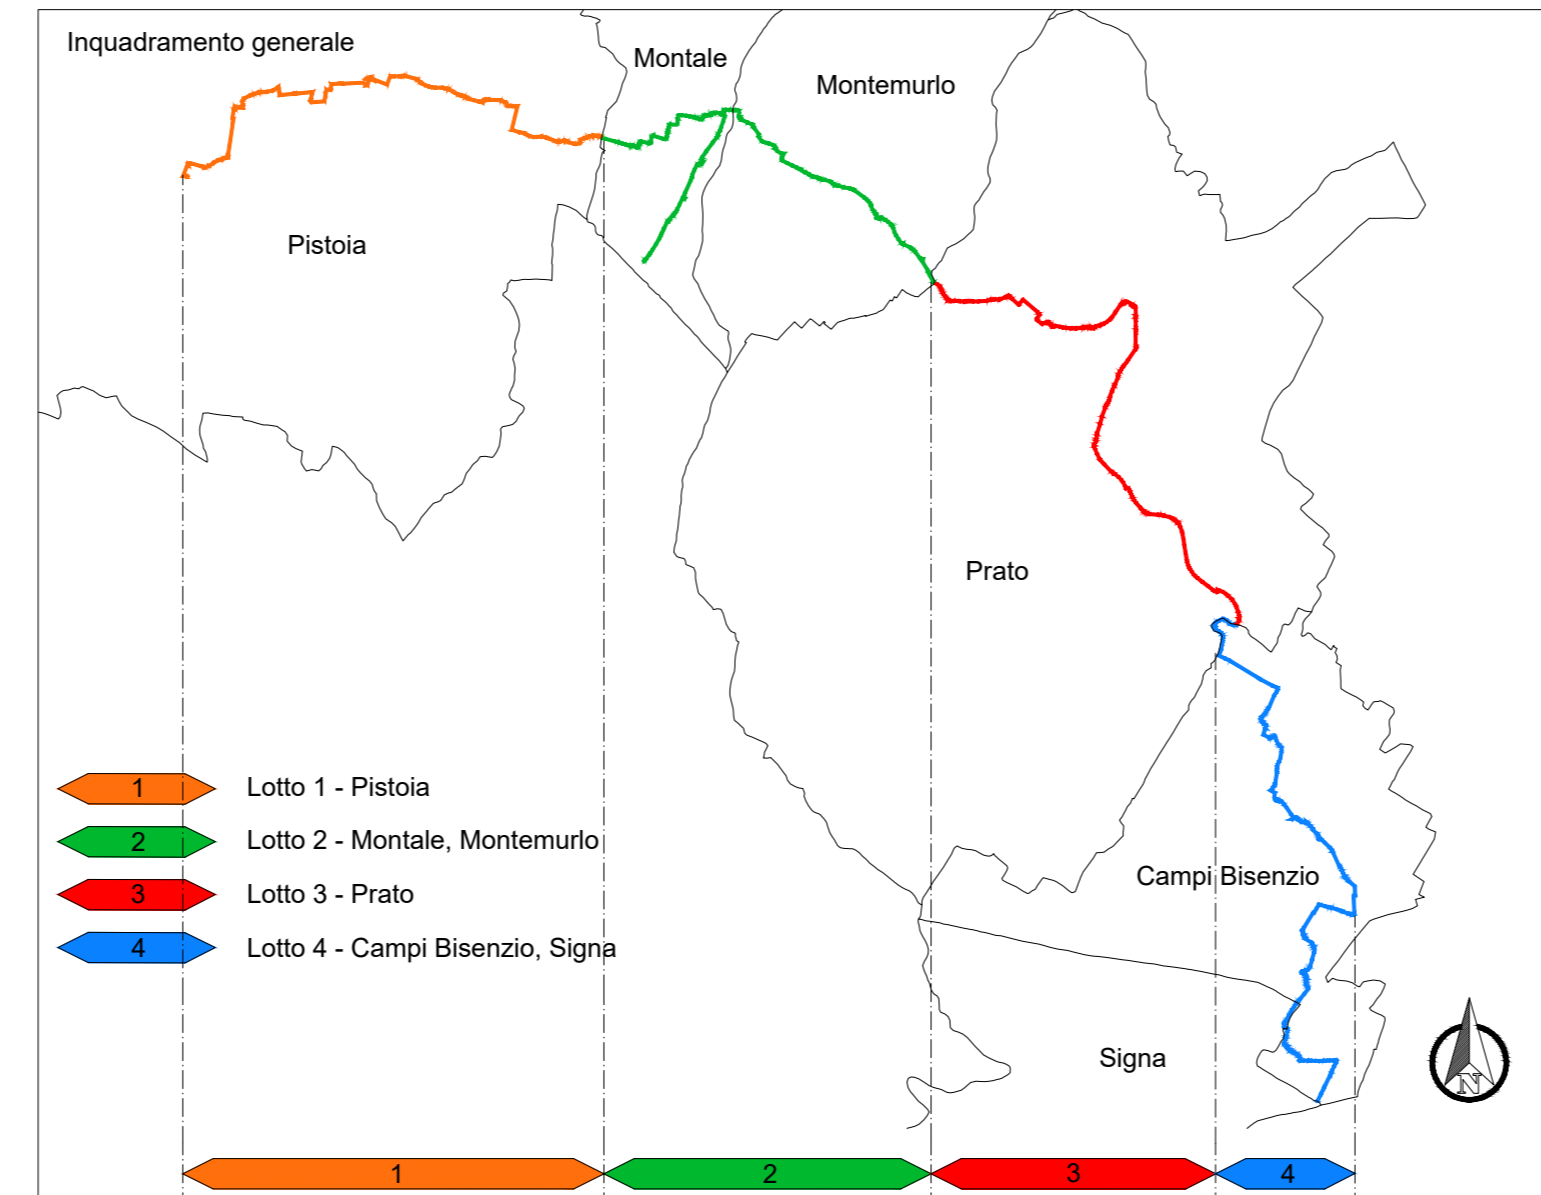 Inquadramento generale
Montale
Montemurlo
Pistoia
Prato
1 Lotto 1 - Pistoia
2 Lotto 2 - Montale, Montemurlo
3 Lotto 3 - Prato
4 Lotto 4 - Campi Bisenzio, Signa
Campi Bisenzio
Signa
N
1 2 3 4